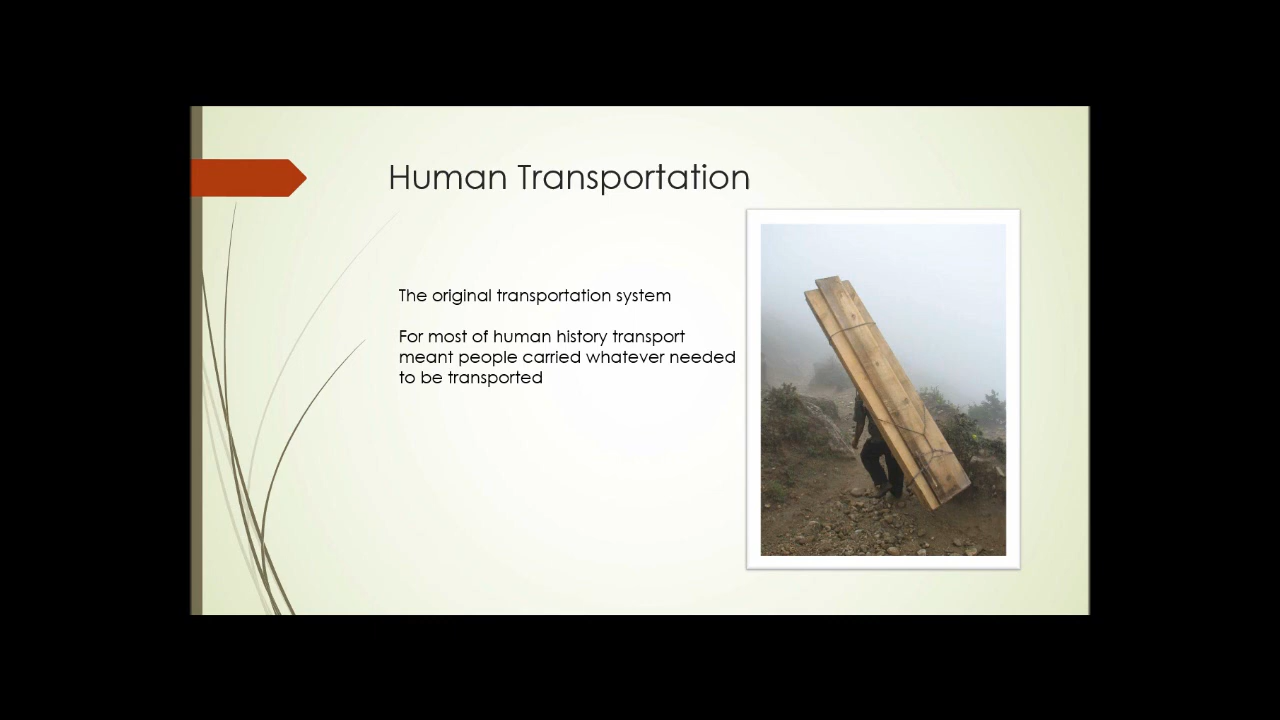 Human Transportation
The original transportation system
For most of human history transport
meant people carried whatever needed
to be transported